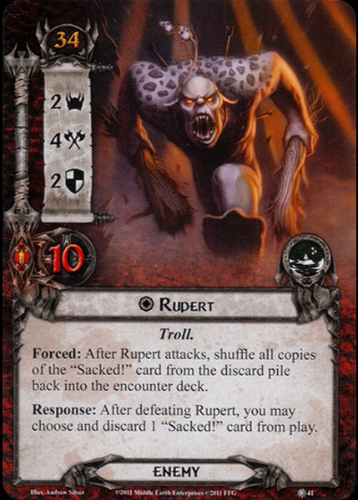 34
2
4
2
10
Rupert
Troll.
Forced: After Rupert attacks, shuffle all copies
of the “Sacked!” card from the discard pile
back into the encounter deck.
Response: After defeating Rupert, you may
choose and discard 1 “Sacked!” card from play.
ENEMY
Illus. Andrew Silver
©2011 Middle Earth Enterprises ©2011 FFG
41